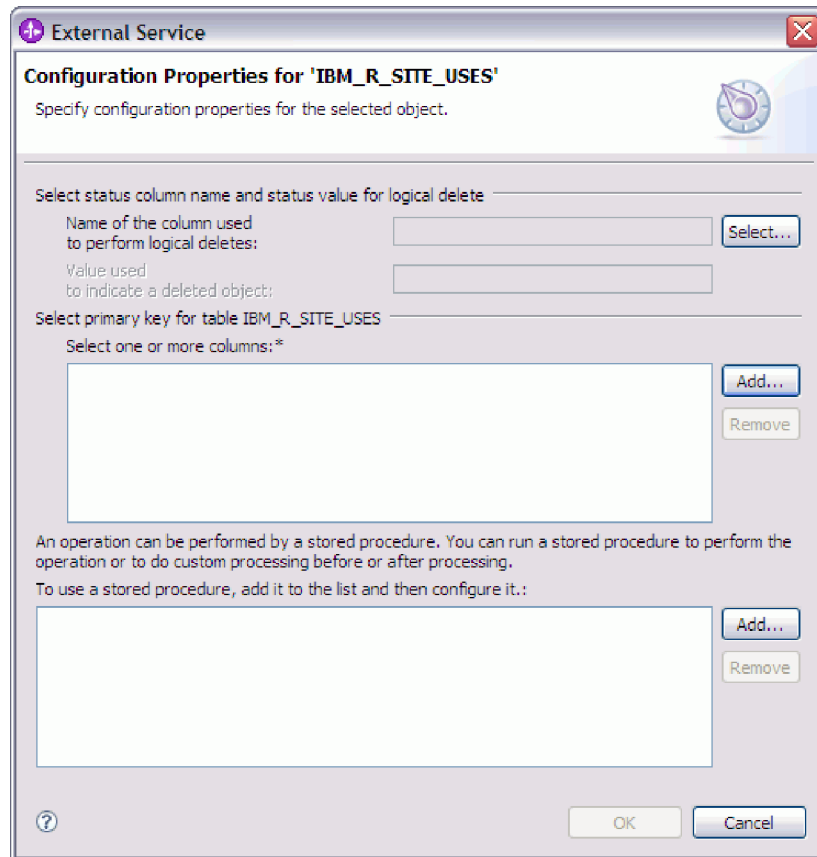 External Service
Configuration Properties for 'IBM_R_SITE_USES'
Specify configuration properties for the selected object.
Select status column name and status value for logical delete
Name of the column used
to perform logical deletes:
Select...
Value used
to indicate a deleted object:
Select primary key for table IBM_R_SITE_USES
Select one or more columns:*
Add...
Remove
An operation can be performed by a stored procedure. You can run a stored procedure to perform the
operation or to do custom processing before or after processing.
To use a stored procedure, add it to the list and then configure it.:
Add...
Remove
?
OK
Cancel